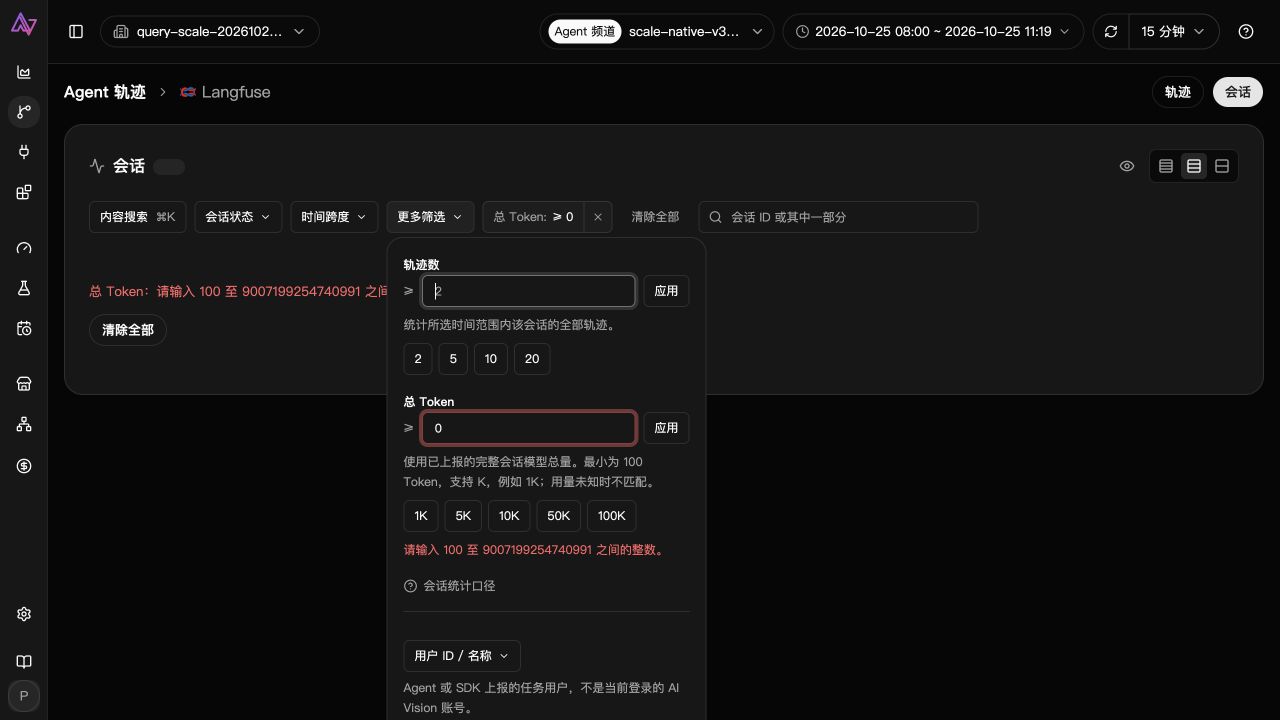 query-scale-2026102...
Agent 频道 scale-native-v3...
2026-10-25 08:00 ~ 2026-10-25 11:19
15 分钟
Agent 轨迹
Langfuse
轨迹
会话
会话
内容搜索 ⌘K
会话状态
时间跨度
更多筛选
总 Token: ≥ 0
清除全部
会话 ID 或其中一部分
总 Token：请输入 100 至 9007199254740991 之间
清除全部
轨迹数
≥ 2
应用
统计所选时间范围内该会话的全部轨迹。
2 5 10 20
总 Token
≥ 0
应用
使用已上报的完整会话模型总量。最小为 100
Token，支持 K，例如 1K；用量未知时不匹配。
1K 5K 10K 50K 100K
请输入 100 至 9007199254740991 之间的整数。
会话统计口径
用户 ID / 名称
Agent 或 SDK 上报的任务用户，不是当前登录的 AI
Vision 账号。
P